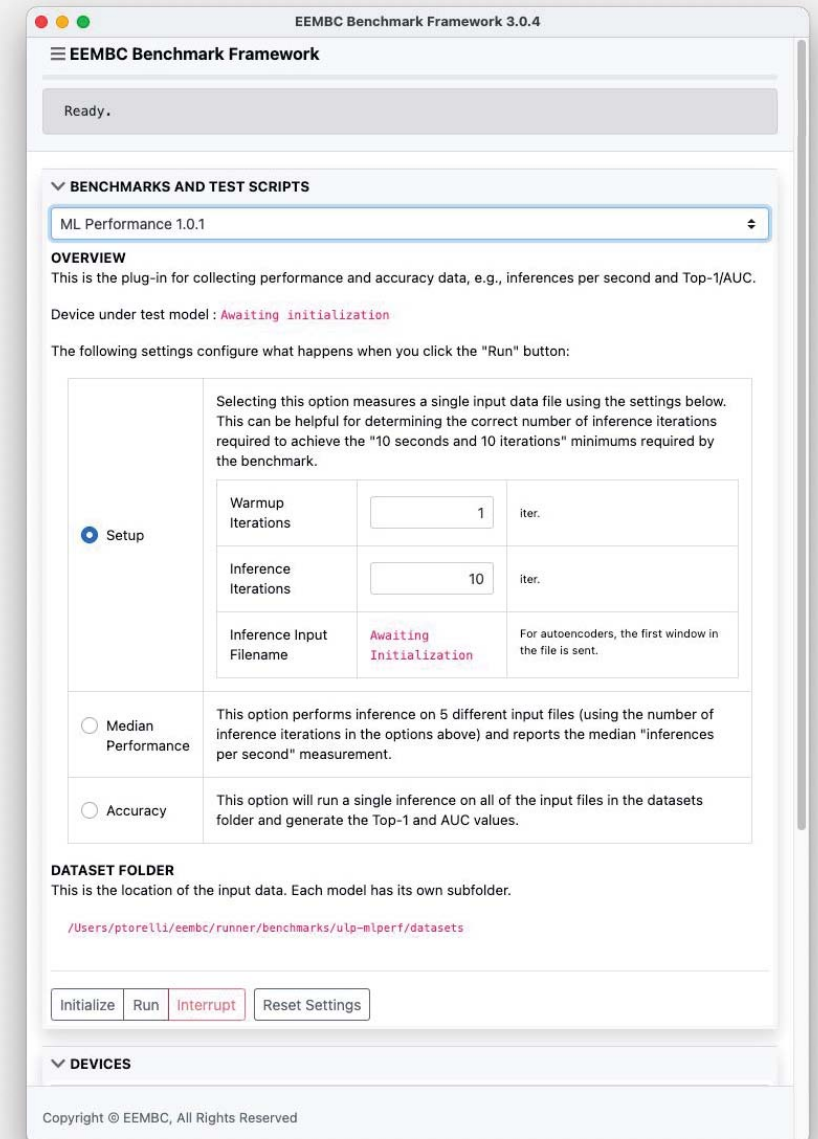 EEMBC Benchmark Framework 3.0.4
EEMBC Benchmark Framework
Ready.
BENCHMARKS AND TEST SCRIPTS
ML Performance 1.0.1
OVERVIEW
This is the plug-in for collecting performance and accuracy data, e.g., inferences per second and Top-1/AUC.
Device under test model : Awaiting initialization
The following settings configure what happens when you click the "Run" button:
Setup
Selecting this option measures a single input data file using the settings below.
This can be helpful for determining the correct number of inference iterations
required to achieve the "10 seconds and 10 iterations" minimums required by
the benchmark.
Warmup
Iterations
1
iter.
Inference
Iterations
10
iter.
Inference Input
Filename
Awaiting
Initialization
For autoencoders, the first window in
the file is sent.
Median
Performance
This option performs inference on 5 different input files (using the number of
inference iterations in the options above) and reports the median "inferences
per second" measurement.
Accuracy
This option will run a single inference on all of the input files in the datasets
folder and generate the Top-1 and AUC values.
DATASET FOLDER
This is the location of the input data. Each model has its own subfolder.
/Users/ptorelli/eembc/runner/benchmarks/ulp-mlperf/datasets
Initialize Run Interrupt Reset Settings
DEVICES
Copyright © EEMBC, All Rights Reserved